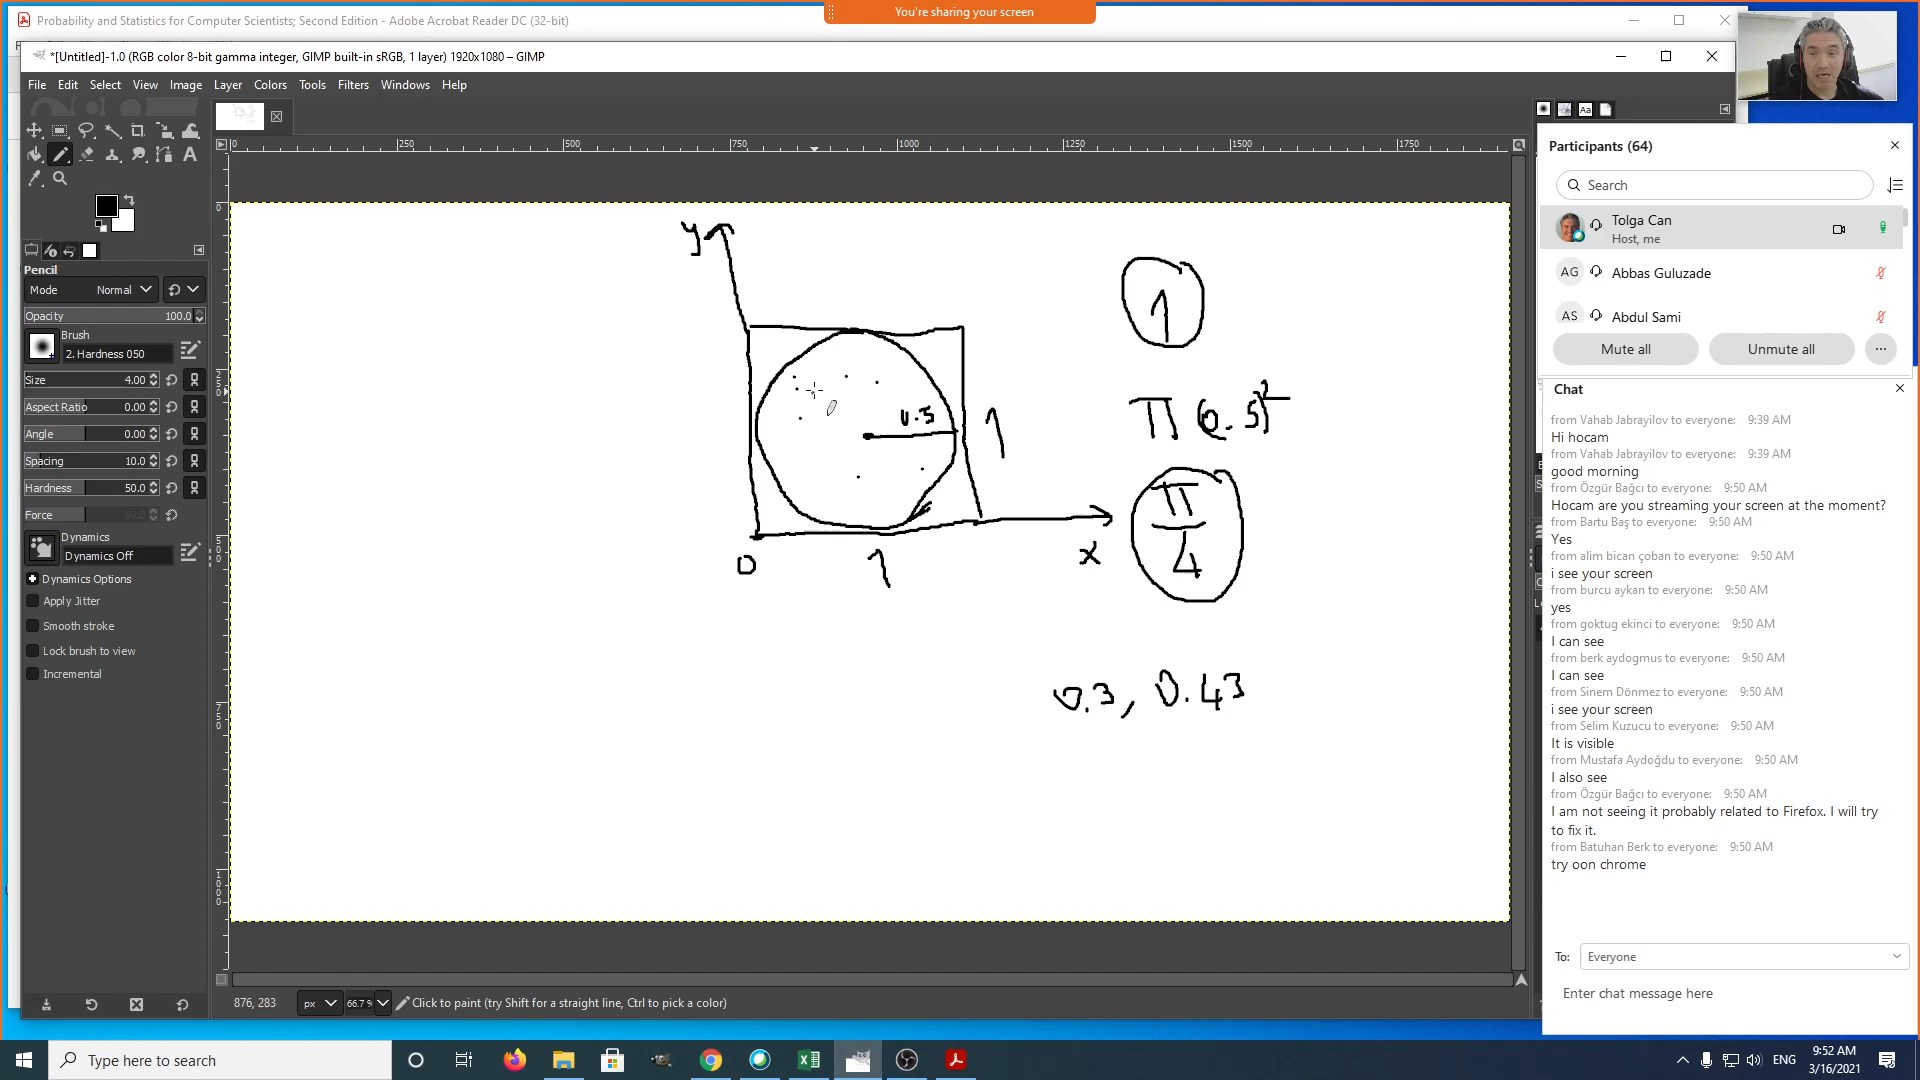 You're sharing your screen
Probability and Statistics for Computer Scientists; Second Edition - Adobe Acrobat Reader DC (32-bit)
*[Untitled]-1.0 (RGB color 8-bit gamma integer, GIMP built-in sRGB, 1 layer) 1920x1080 – GIMP
File Edit Select View Image Layer Colors Tools Filters Windows Help
0 250 500 750 1000 1250 1500 1750
0
250
500
750
1000
Pencil
Mode Normal
Opacity 100.0
Brush
2. Hardness 050
Size 4.00
Aspect Ratio 0.00
Angle 0.00
Spacing 10.0
Hardness 50.0
Force
Dynamics
Dynamics Off
Dynamics Options
Apply Jitter
Smooth stroke
Lock brush to view
Incremental
y
1
0.5
1
π (0.5)²
π
4
0
1
x
0.3, 0.43
876, 283 px 66.7 % Click to paint (try Shift for a straight line, Ctrl to pick a color)
Participants (64)
Search
Tolga Can
Host, me
AG Abbas Guluzade
AS Abdul Sami
Mute all Unmute all
Chat
from Vahab Jabrayilov to everyone: 9:39 AM
Hi hocam
from Vahab Jabrayilov to everyone: 9:39 AM
good morning
from Özgür Bağcı to everyone: 9:50 AM
Hocam are you streaming your screen at the moment?
from Bartu Baş to everyone: 9:50 AM
Yes
from alim bican çoban to everyone: 9:50 AM
i see your screen
from burcu aykan to everyone: 9:50 AM
yes
from goktug ekinci to everyone: 9:50 AM
I can see
from berk aydogmus to everyone: 9:50 AM
I can see
from Sinem Dönmez to everyone: 9:50 AM
i see your screen
from Selim Kuzucu to everyone: 9:50 AM
It is visible
from Mustafa Aydoğdu to everyone: 9:50 AM
I also see
from Özgür Bağcı to everyone: 9:50 AM
I am not seeing it probably related to Firefox. I will try
to fix it.
from Batuhan Berk to everyone: 9:50 AM
try oon chrome
To: Everyone
Enter chat message here
Type here to search
ENG
9:52 AM
3/16/2021